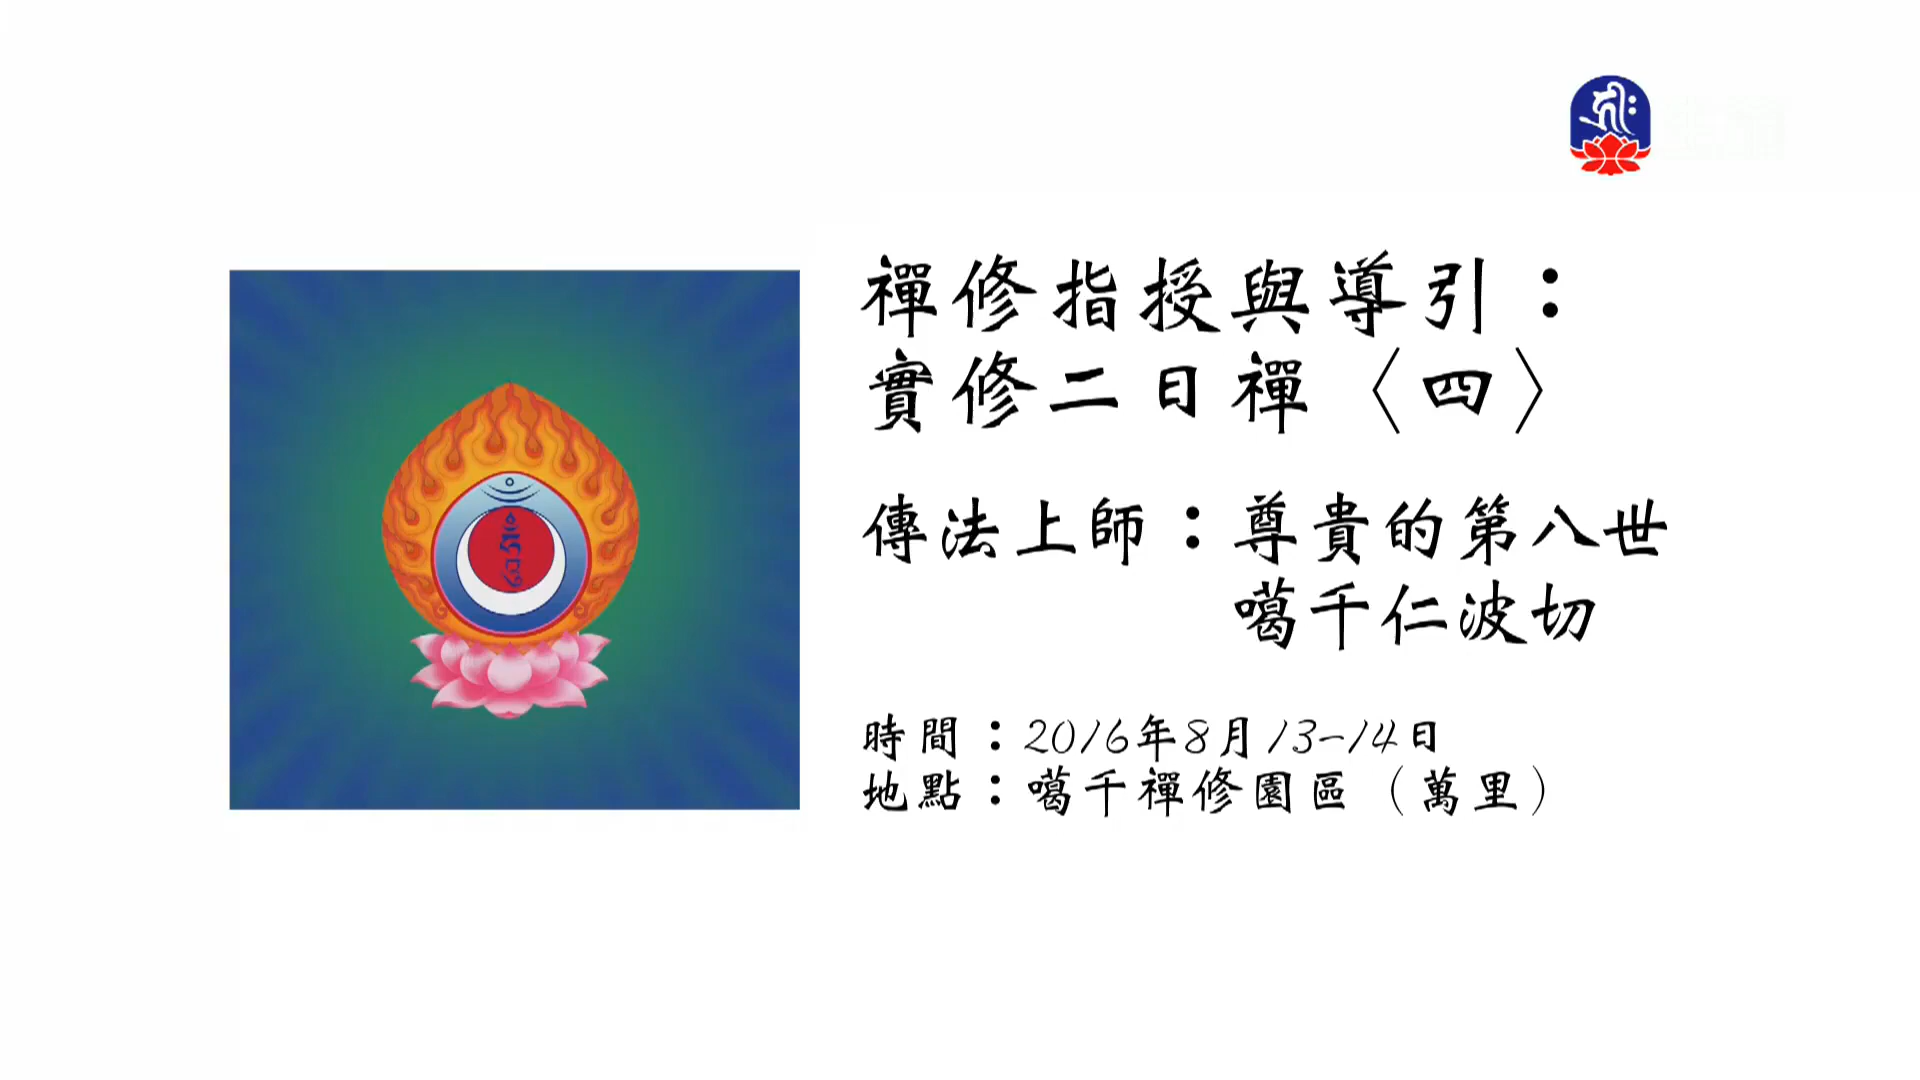 禪修指授與導引：
實修二日禪〈四〉
傳法上師：尊貴的第八世
噶千仁波切
時間：2016年8月13-14日
地點：噶千禪修園區（萬里）